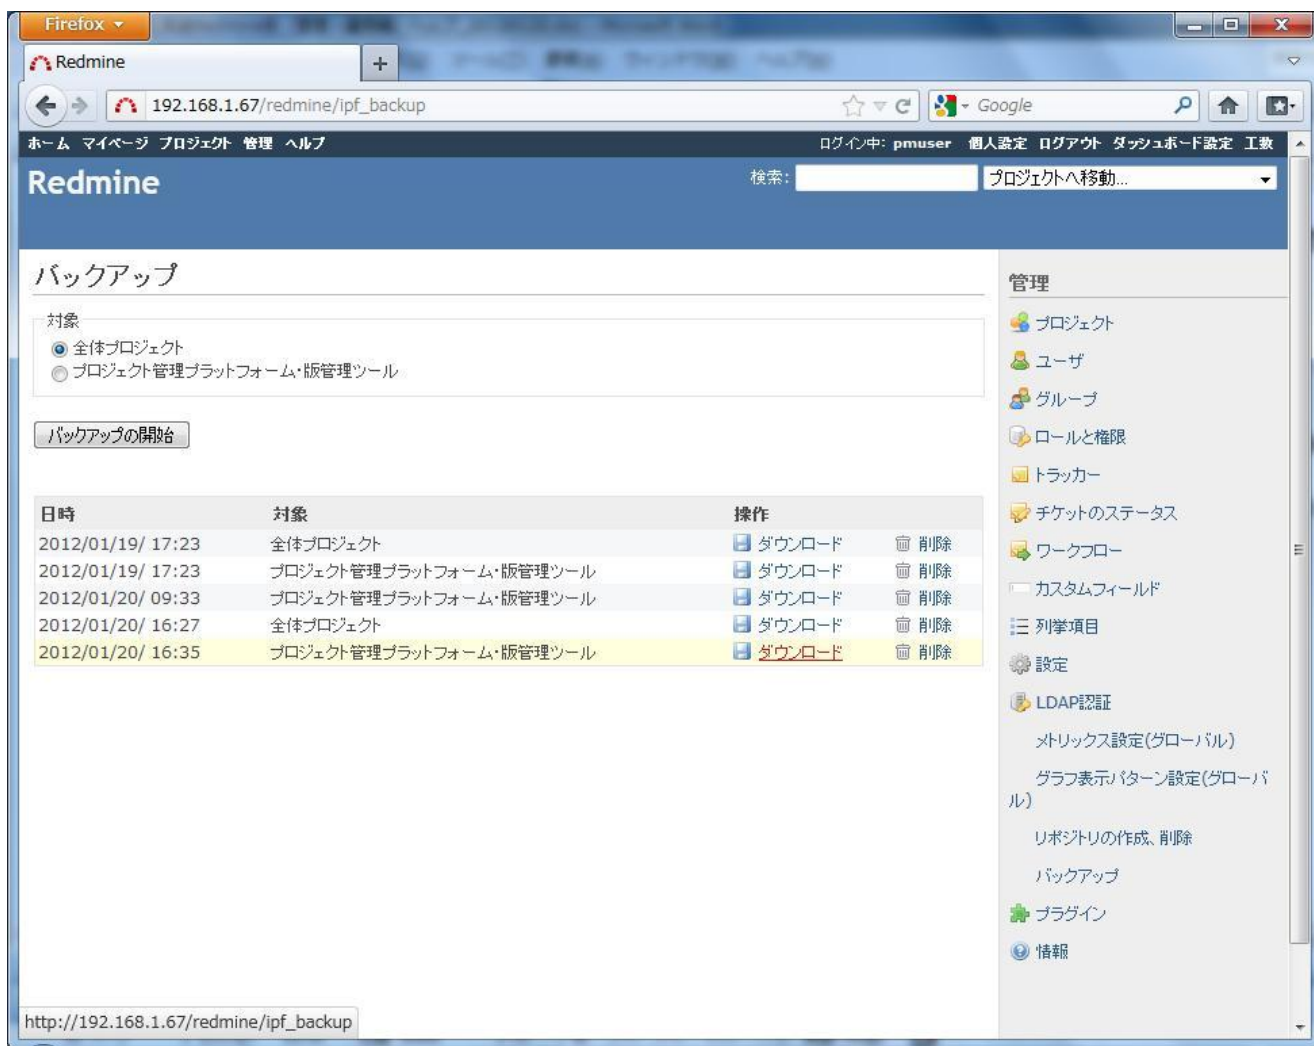 Firefox
Redmine
192.168.1.67/redmine/ipf_backup
Google
ホーム マイページ プロジェクト 管理 ヘルプ
ログイン中: pmuser 個人設定 ログアウト ダッシュボード設定 工数
Redmine
検索:
プロジェクトへ移動...
バックアップ
対象
全体プロジェクト
プロジェクト管理プラットフォーム・版管理ツール
バックアップの開始
日時 対象 操作
2012/01/19/ 17:23 全体プロジェクト ダウンロード 削除
2012/01/19/ 17:23 プロジェクト管理プラットフォーム・版管理ツール ダウンロード 削除
2012/01/20/ 09:33 プロジェクト管理プラットフォーム・版管理ツール ダウンロード 削除
2012/01/20/ 16:27 全体プロジェクト ダウンロード 削除
2012/01/20/ 16:35 プロジェクト管理プラットフォーム・版管理ツール ダウンロード 削除
管理
プロジェクト
ユーザ
グループ
ロールと権限
トラッカー
チケットのステータス
ワークフロー
カスタムフィールド
列挙項目
設定
LDAP認証
メトリックス設定(グローバル)
グラフ表示パターン設定(グローバ
ル)
リポジトリの作成、削除
バックアップ
プラグイン
情報
http://192.168.1.67/redmine/ipf_backup